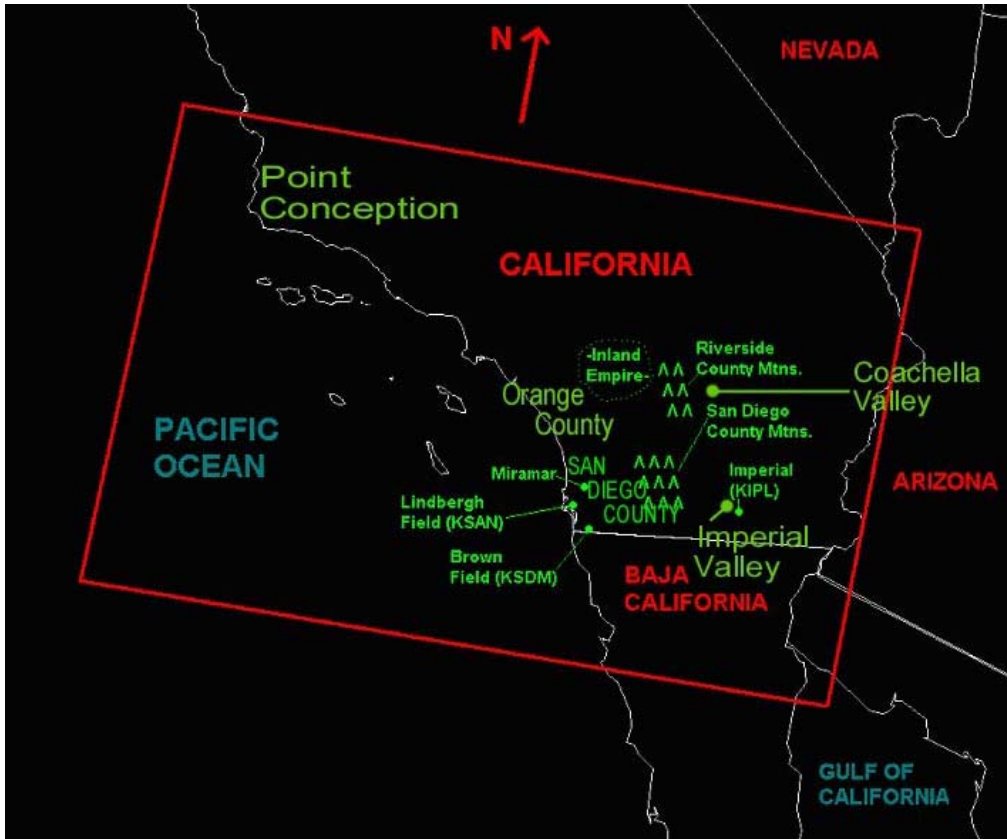 N
NEVADA
Point
Conception
CALIFORNIA
-Inland
Empire-
Riverside
County Mtns.
Coachella
Valley
Orange
County
San Diego
County Mtns.
PACIFIC
OCEAN
SAN
DIEGO
COUNTY
Miramar
Imperial
(KIPL)
ARIZONA
Lindbergh
Field (KSAN)
Imperial
Valley
Brown
Field (KSDM)
BAJA
CALIFORNIA
GULF OF
CALIFORNIA